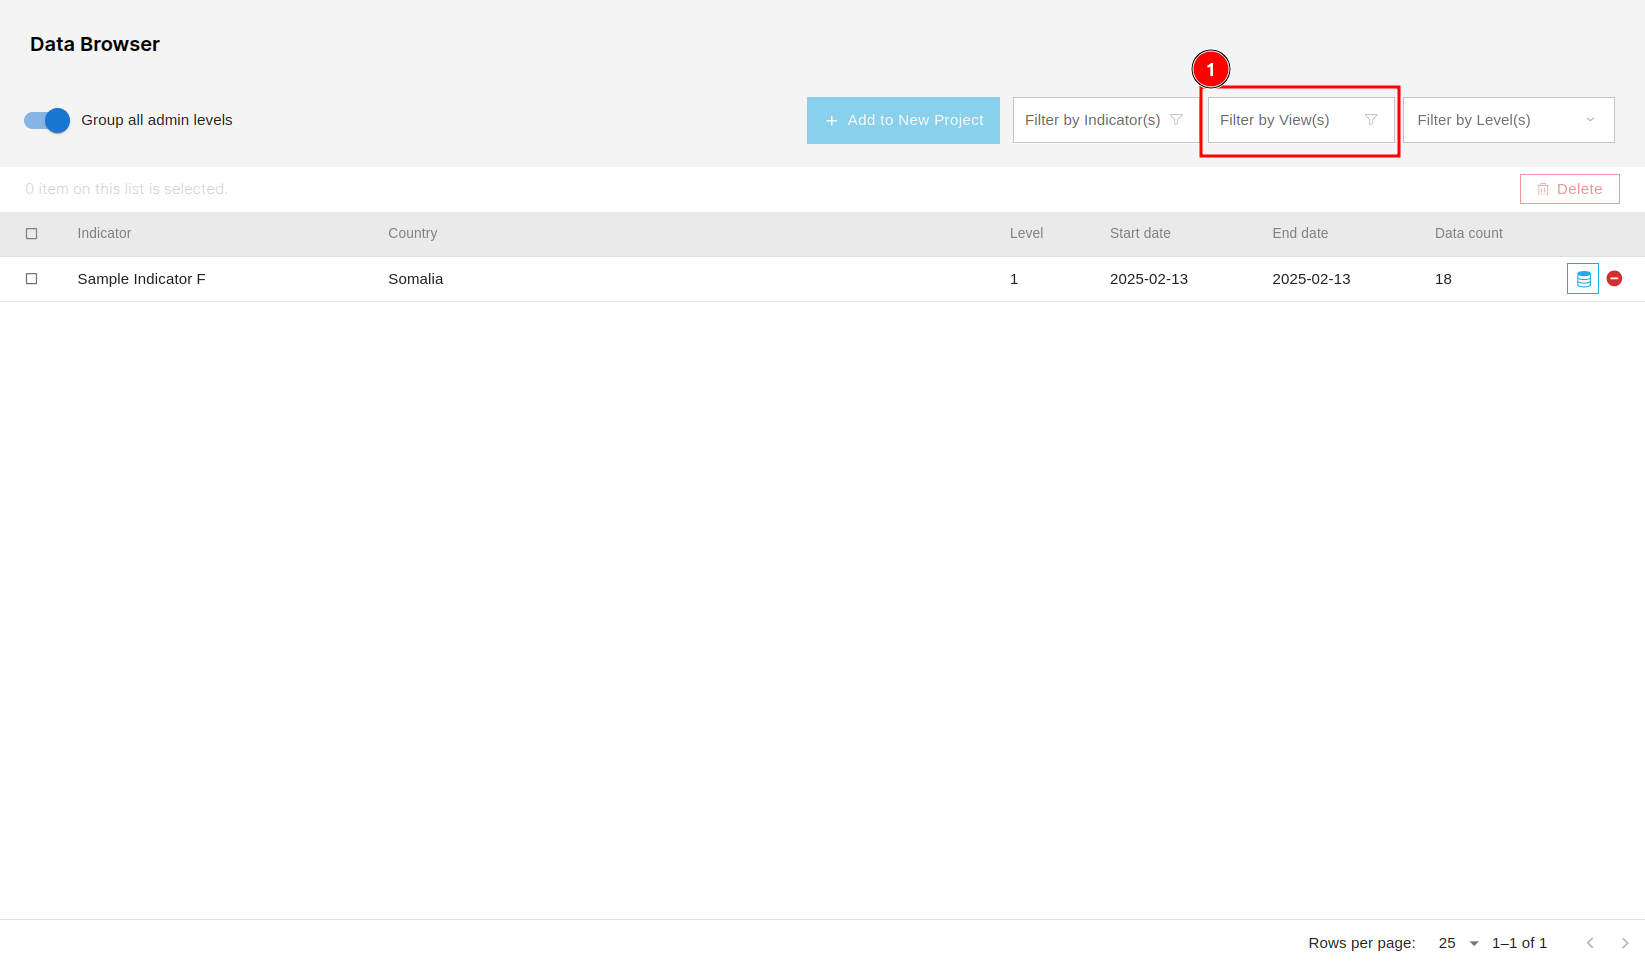 Data Browser
1
Group all admin levels
+ Add to New Project
Filter by Indicator(s)
Filter by View(s)
Filter by Level(s)
0 item on this list is selected.
Delete
Indicator Country Level Start date End date Data count
Sample Indicator F Somalia 1 2025-02-13 2025-02-13 18
Rows per page: 25 1–1 of 1